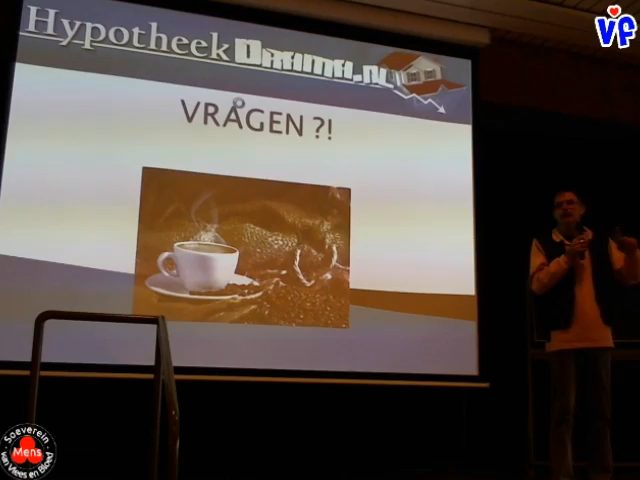 HypotheekDrama.nl
VRAGEN ?!
VF
Soeverein
Mens
van Vlees en Bloed